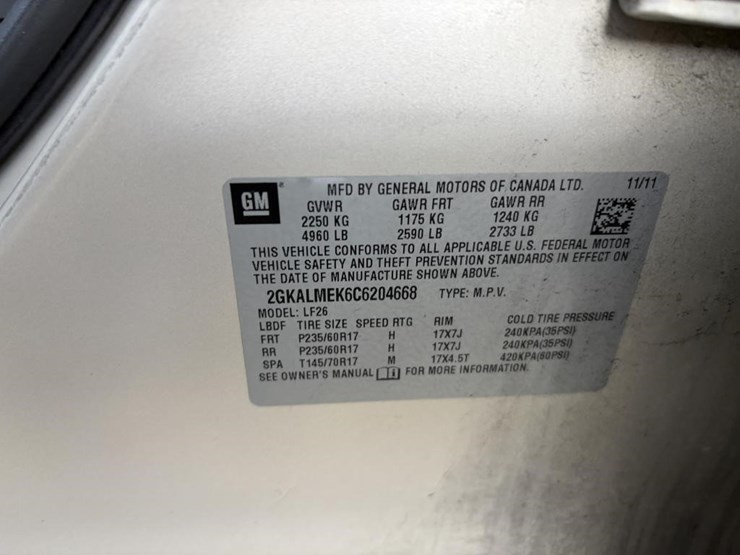 GM
MFD BY GENERAL MOTORS OF CANADA LTD. 11/11
GVWR GAWR FRT GAWR RR
2250 KG 1175 KG 1240 KG
4960 LB 2590 LB 2733 LB
THIS VEHICLE CONFORMS TO ALL APPLICABLE U.S. FEDERAL MOTOR
VEHICLE SAFETY AND THEFT PREVENTION STANDARDS IN EFFECT ON
THE DATE OF MANUFACTURE SHOWN ABOVE.
2GKALMEK6C6204668 TYPE: M.P.V.
MODEL: LF26
LBDF TIRE SIZE SPEED RTG RIM COLD TIRE PRESSURE
FRT P235/60R17 H 17X7J 240KPA(35PSI)
RR P235/60R17 H 17X7J 240KPA(35PSI)
SPA T145/70R17 M 17X4.5T 420KPA(60PSI)
SEE OWNER'S MANUAL FOR MORE INFORMATION.